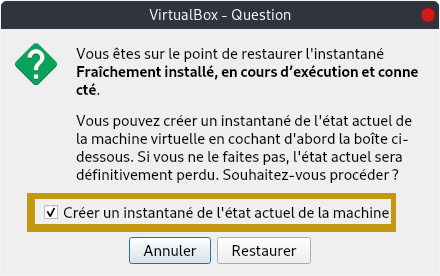 VirtualBox - Question
Vous êtes sur le point de restaurer l'instantané
Fraîchement installé, en cours d’exécution et conne
cté.
Vous pouvez créer un instantané de l'état actuel de
la machine virtuelle en cochant d'abord la boîte ci-
dessous. Si vous ne le faites pas, l'état actuel sera
définitivement perdu. Souhaitez-vous procéder ?
Créer un instantané de l'état actuel de la machine
Annuler
Restaurer